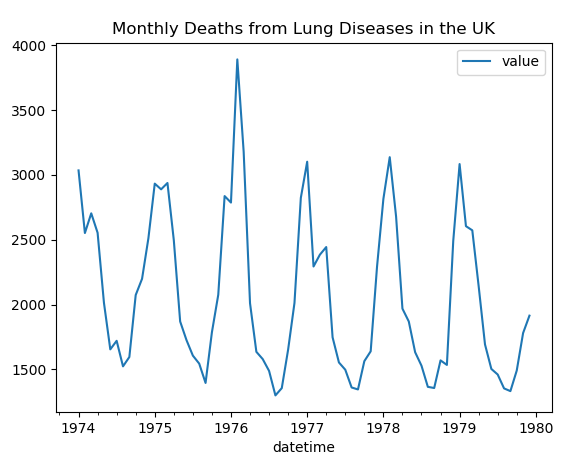 Monthly Deaths from Lung Diseases in the UK
value
4000
3500
3000
2500
2000
1500
1974 1975 1976 1977 1978 1979 1980
datetime